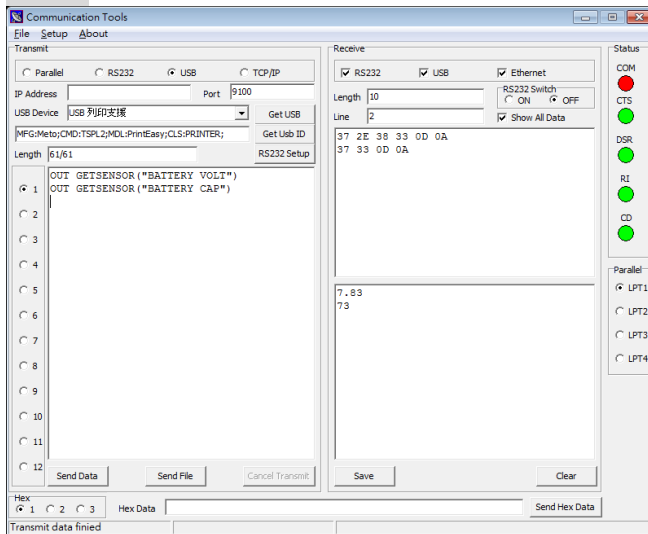 Communication Tools
File Setup About
Transmit
Parallel RS232 USB TCP/IP
IP Address Port 9100
USB Device USB 列印支援 Get USB
MFG:Meto;CMD:TSPL2;MDL:PrintEasy;CLS:PRINTER; Get Usb ID
Length 61/61 RS232 Setup
1
2
3
4
5
6
7
8
9
10
11
12
OUT GETSENSOR("BATTERY VOLT")
OUT GETSENSOR("BATTERY CAP")
Send Data Send File Cancel Transmit
Receive
RS232 USB Ethernet
Length 10 RS232 Switch
ON OFF
Line 2 Show All Data
37 2E 38 33 0D 0A
37 33 0D 0A
7.83
73
Save Clear
Status
COM
CTS
DSR
RI
CD
Parallel
LPT1
LPT2
LPT3
LPT4
Hex
1 2 3 Hex Data Send Hex Data
Transmit data finied